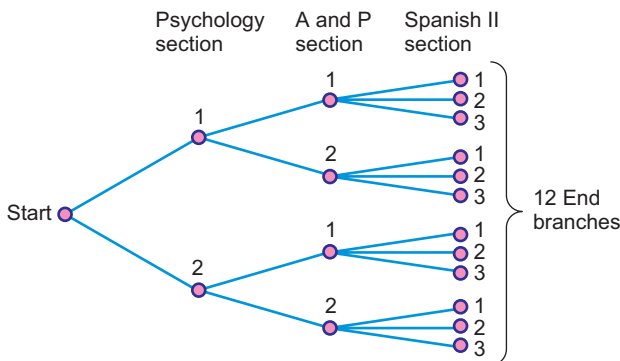 Psychology
section
A and P
section
Spanish II
section
1
1
1
2
3
2
1
2
3
Start
12 End
branches
2
1
1
2
3
2
1
2
3